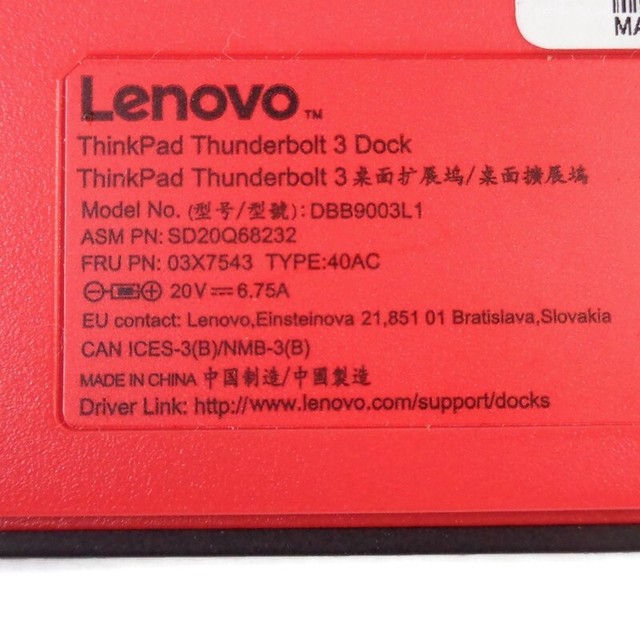 MA
Lenovo™
ThinkPad Thunderbolt 3 Dock
ThinkPad Thunderbolt 3 桌面扩展坞/桌面擴展塢
Model No. (型号/型號): DBB9003L1
ASM PN: SD20Q68232
FRU PN: 03X7543 TYPE:40AC
20V⎓6.75A
EU contact: Lenovo,Einsteinova 21,851 01 Bratislava,Slovakia
CAN ICES-3(B)/NMB-3(B)
MADE IN CHINA 中国制造/中國製造
Driver Link: http://www.lenovo.com/support/docks